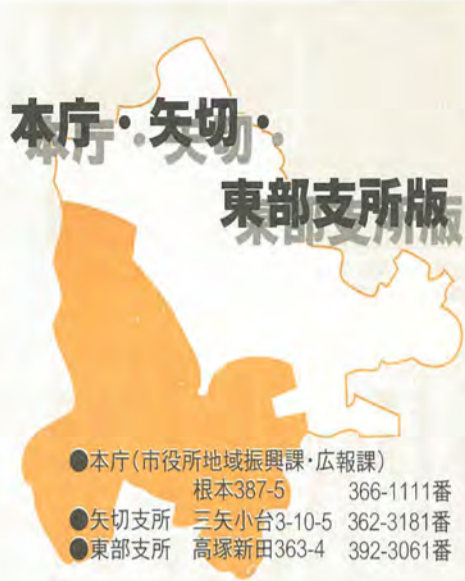 本庁・矢切・
東部支所版
●本庁(市役所地域振興課・広報課)
根本387-5 366-1111番
●矢切支所 三矢小台3-10-5 362-3181番
●東部支所 高塚新田363-4 392-3061番